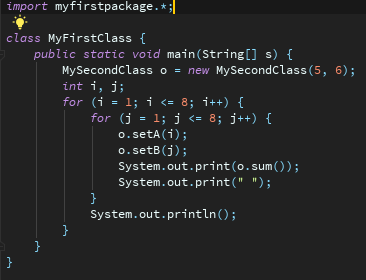 import myfirstpackage.*;
class MyFirstClass {
    public static void main(String[] s) {
        MySecondClass o = new MySecondClass(5, 6);
        int i, j;
        for (i = 1; i <= 8; i++) {
            for (j = 1; j <= 8; j++) {
                o.setA(i);
                o.setB(j);
                System.out.print(o.sum());
                System.out.print(" ");
            }
            System.out.println();
        }
    }
}